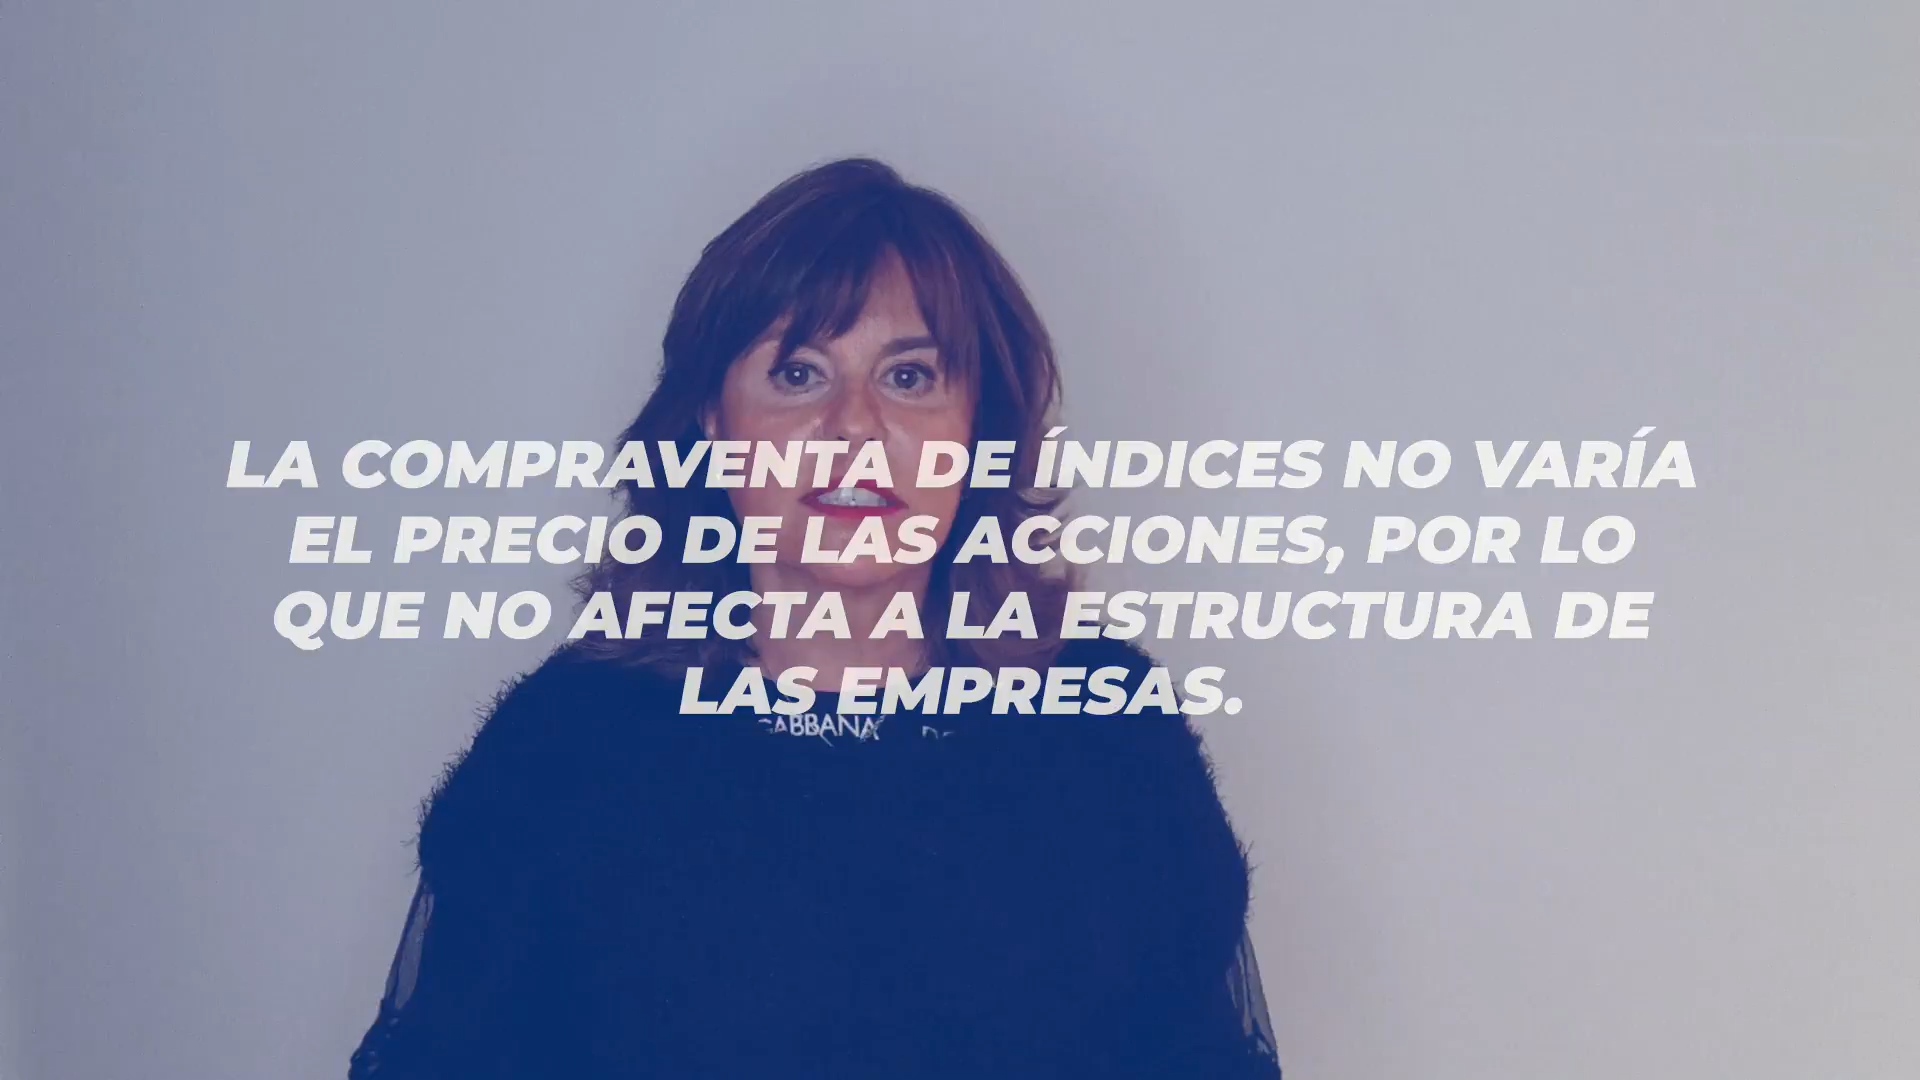 LA COMPRAVENTA DE ÍNDICES NO VARÍA
EL PRECIO DE LAS ACCIONES, POR LO
QUE NO AFECTA A LA ESTRUCTURA DE
LAS EMPRESAS.
GABBANA